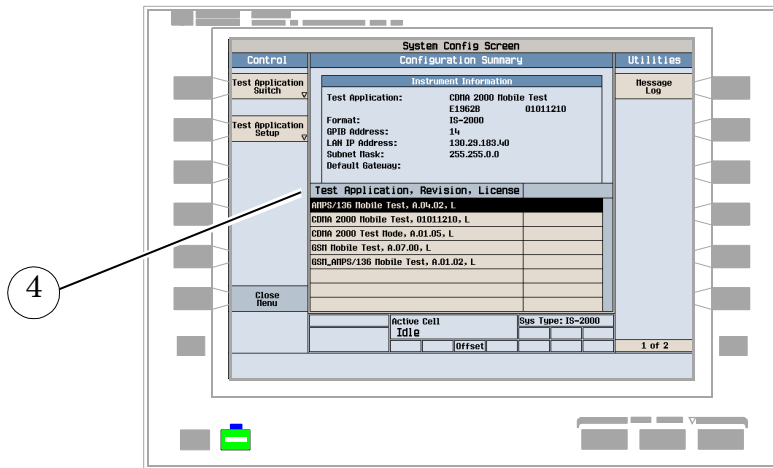 System Config Screen
Control
Configuration Summary
Utilities
Test Application
Switch
Test Application
Setup
Close
Menu
Instrument Information
Test Application: CDMA 2000 Mobile Test
E1962B 01011210
Format: IS-2000
GPIB Address: 14
LAN IP Address: 130.29.183.40
Subnet Mask: 255.255.0.0
Default Gateway:
Test Application, Revision, License
AMPS/136 Mobile Test, A.04.02, L
CDMA 2000 Mobile Test, 01011210, L
CDMA 2000 Test Mode, A.01.05, L
GSM Mobile Test, A.07.00, L
GSM_AMPS/136 Mobile Test, A.01.02, L
Active Cell
Idle
Sys Type: IS-2000
Offset
Message
Log
1 of 2
4